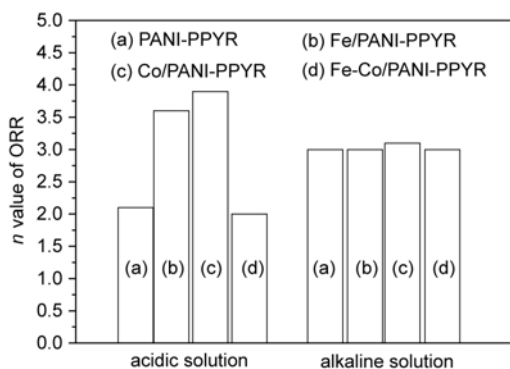 (a) PANI-PPYR (b) Fe/PANI-PPYR
(c) Co/PANI-PPYR (d) Fe-Co/PANI-PPYR
n value of ORR
5.0
4.5
4.0
3.5
3.0
2.5
2.0
1.5
1.0
0.5
0.0
(a) (b) (c) (d) (a) (b) (c) (d)
acidic solution alkaline solution